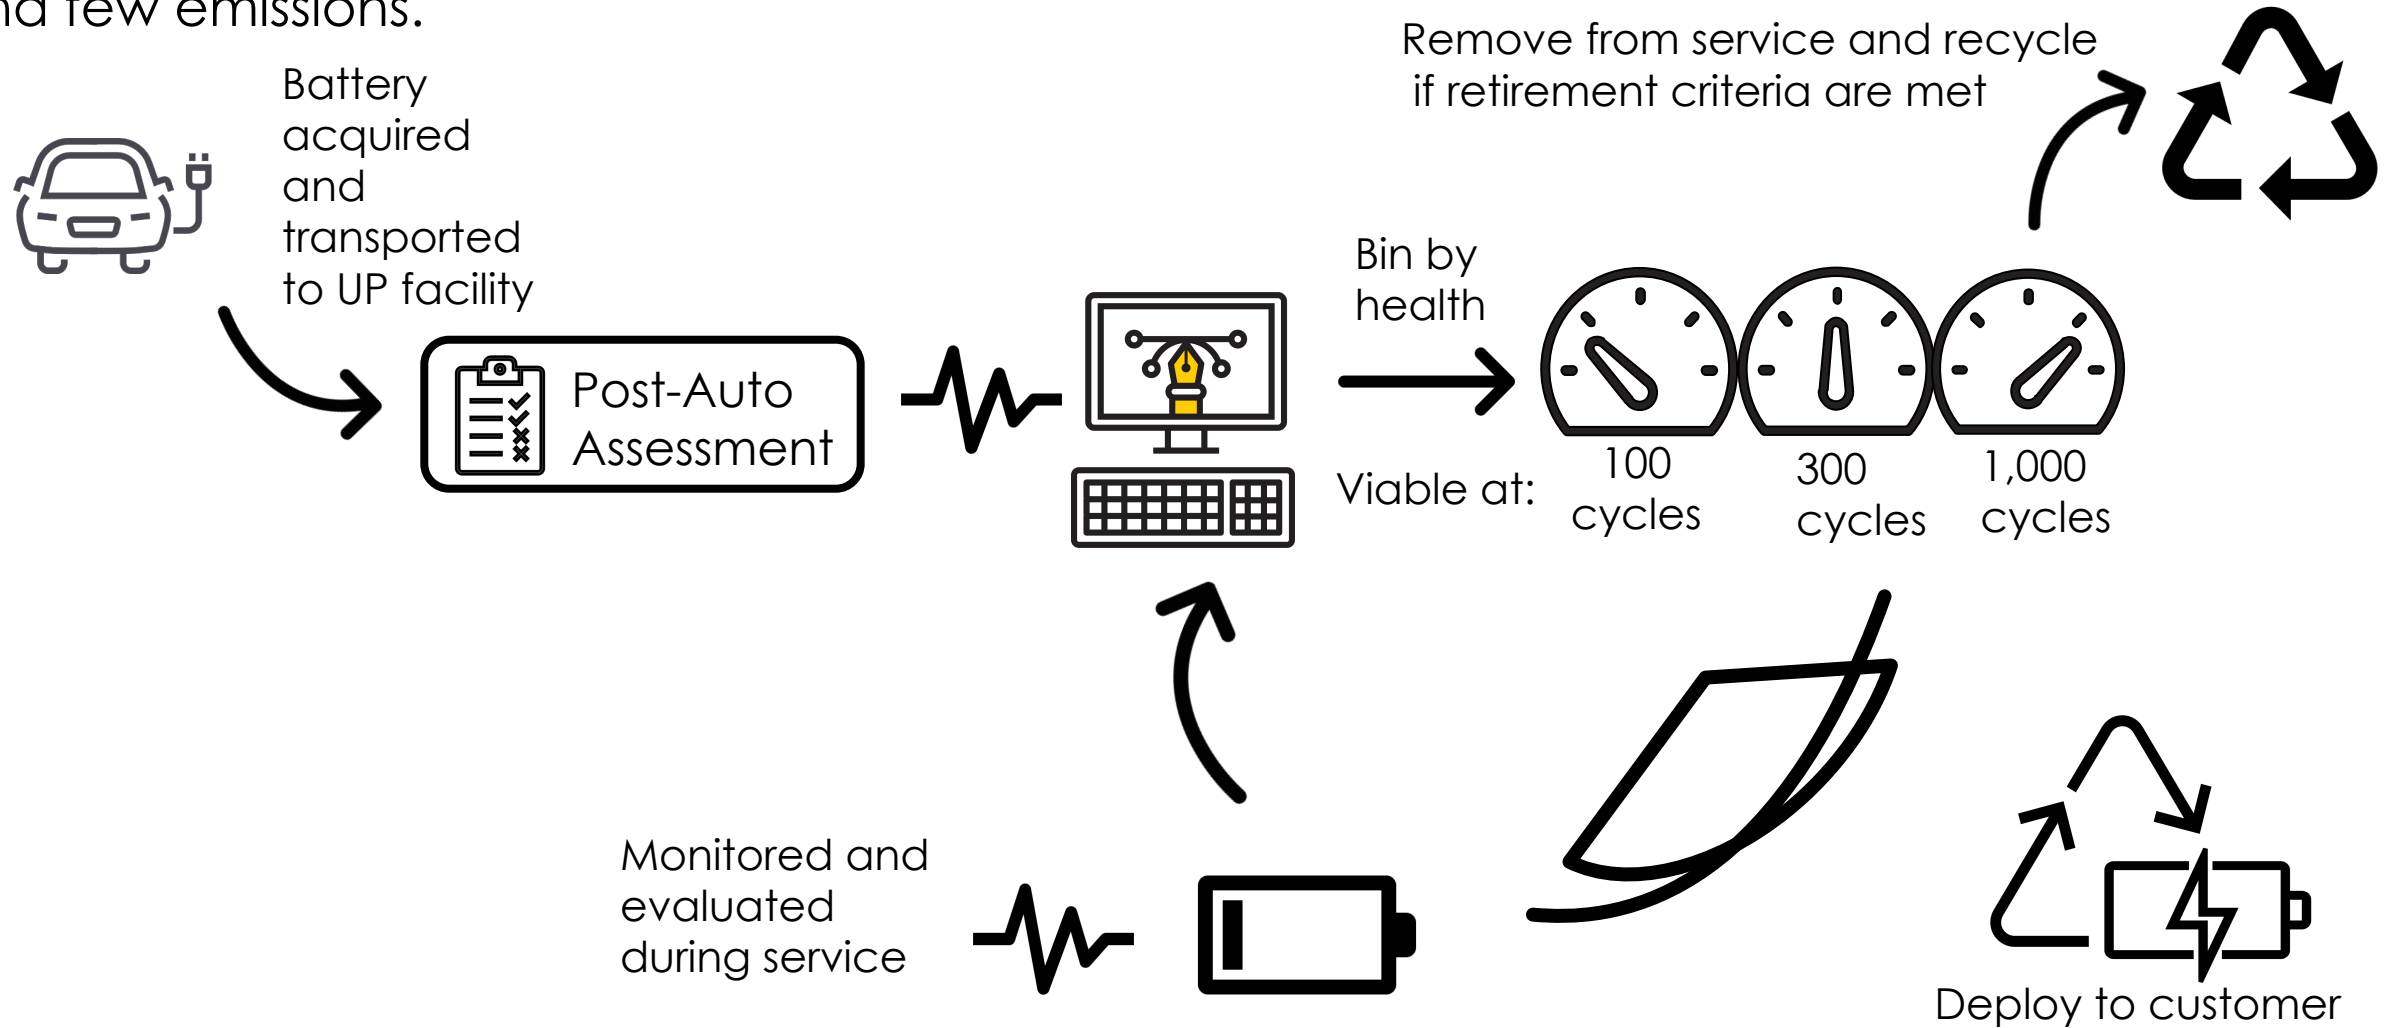 few emissions.
Battery
acquired
and
transported
to UP facility
Remove from service and recycle
if retirement criteria are met
Post-Auto
Assessment
Bin by
health
Viable at:
100
cycles
300
cycles
1,000
cycles
Monitored and
evaluated
during service
Deploy to customer